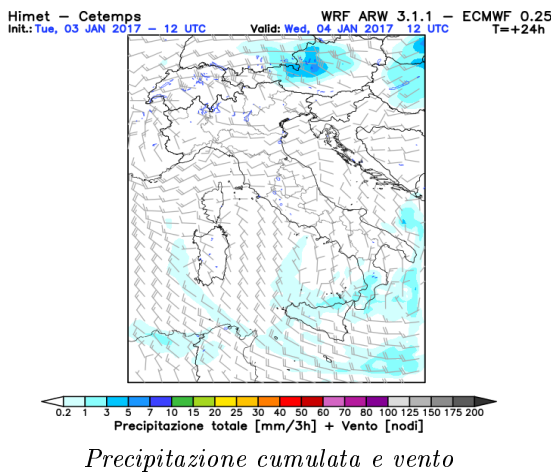 Himet – Cetemps WRF ARW 3.1.1 – ECMWF 0.25
Init.: Tue, 03 JAN 2017 – 12 UTC Valid: Wed, 04 JAN 2017 12 UTC T=+24h
0.2 1 3 5 7 10 15 20 25 30 40 50 60 70 80 100 125 150 175 200
Precipitazione totale [mm/3h] + Vento [nodi]
Precipitazione cumulata e vento